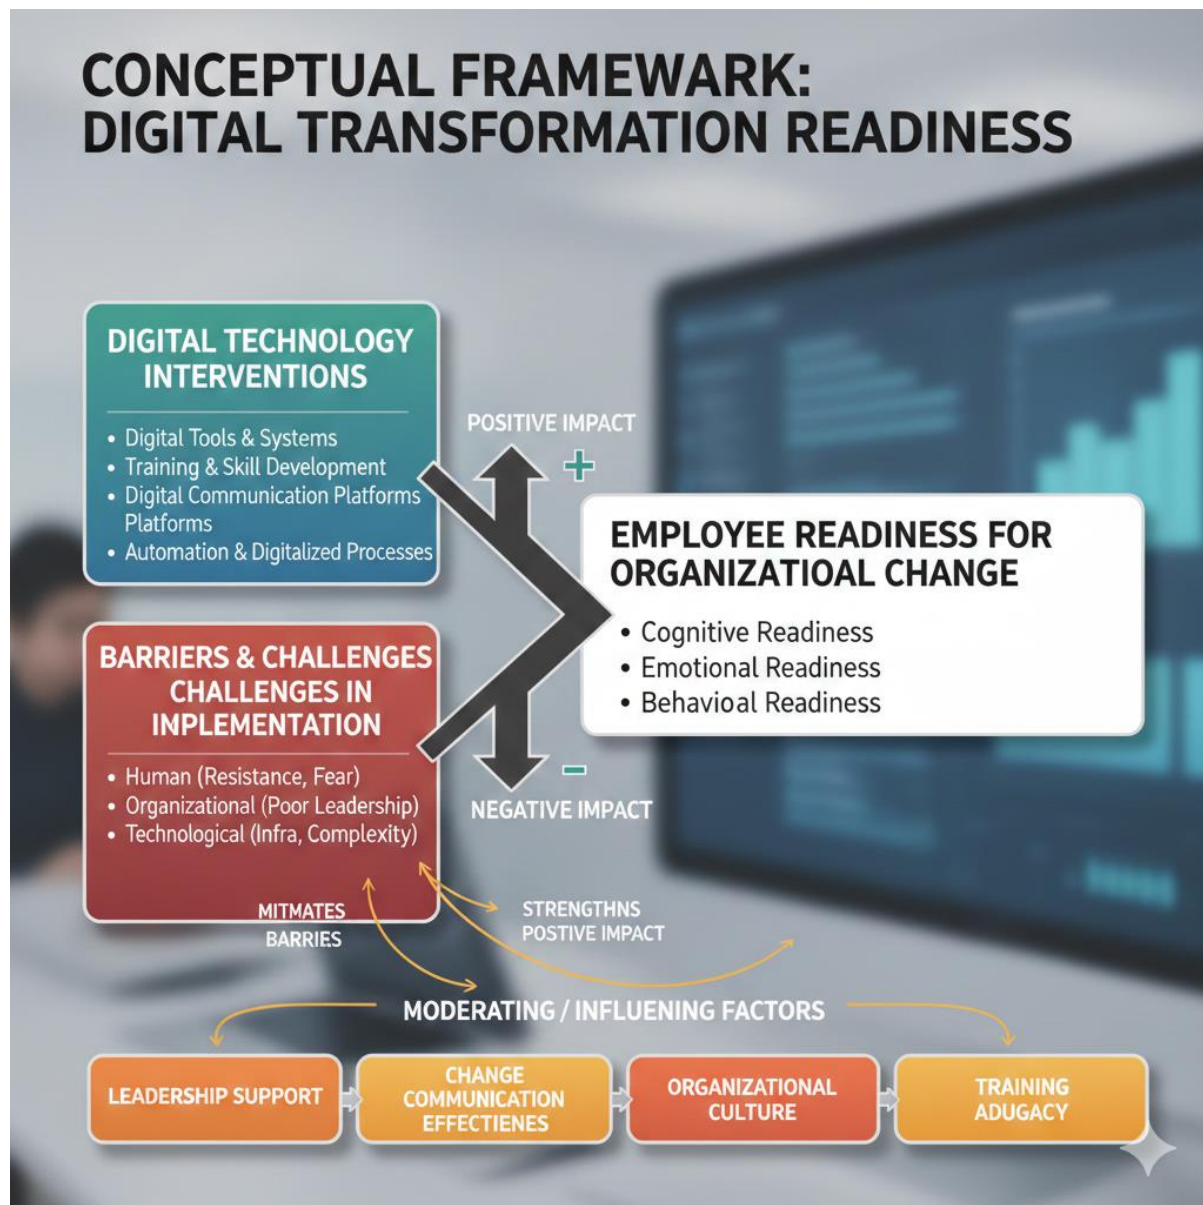 CONCEPTUAL FRAMEWARK:
DIGITAL TRANSFORMATION READINESS
DIGITAL TECHNOLOGY
INTERVENTIONS
• Digital Tools & Systems
• Training & Skill Development
• Digital Communication Platforms
Platforms
• Automation & Digitalized Processes
POSITIVE IMPACT
+
EMPLOYEE READINESS FOR
ORGANIZATIOAL CHANGE
• Cognitive Readiness
• Emotional Readiness
• Behavioal Readiness
BARRIERS & CHALLENGES
CHALLENGES IN
INPLEMENTATION
• Human (Resistance, Fear)
• Organizational (Poor Leadership)
• Technological (Infra, Complexity)
–
NEGATIVE IMPACT
MITMATES
BARRIES
STRENGTHNS
POSTIVE IMPACT
MODERATING / INFLUENING FACTORS
LEADERSHIP SUPPORT
CHANGE
COMMUNICATION
EFFECTIENES
ORGANIZATIONAL
CULTURE
TRAINING
ADUGACY